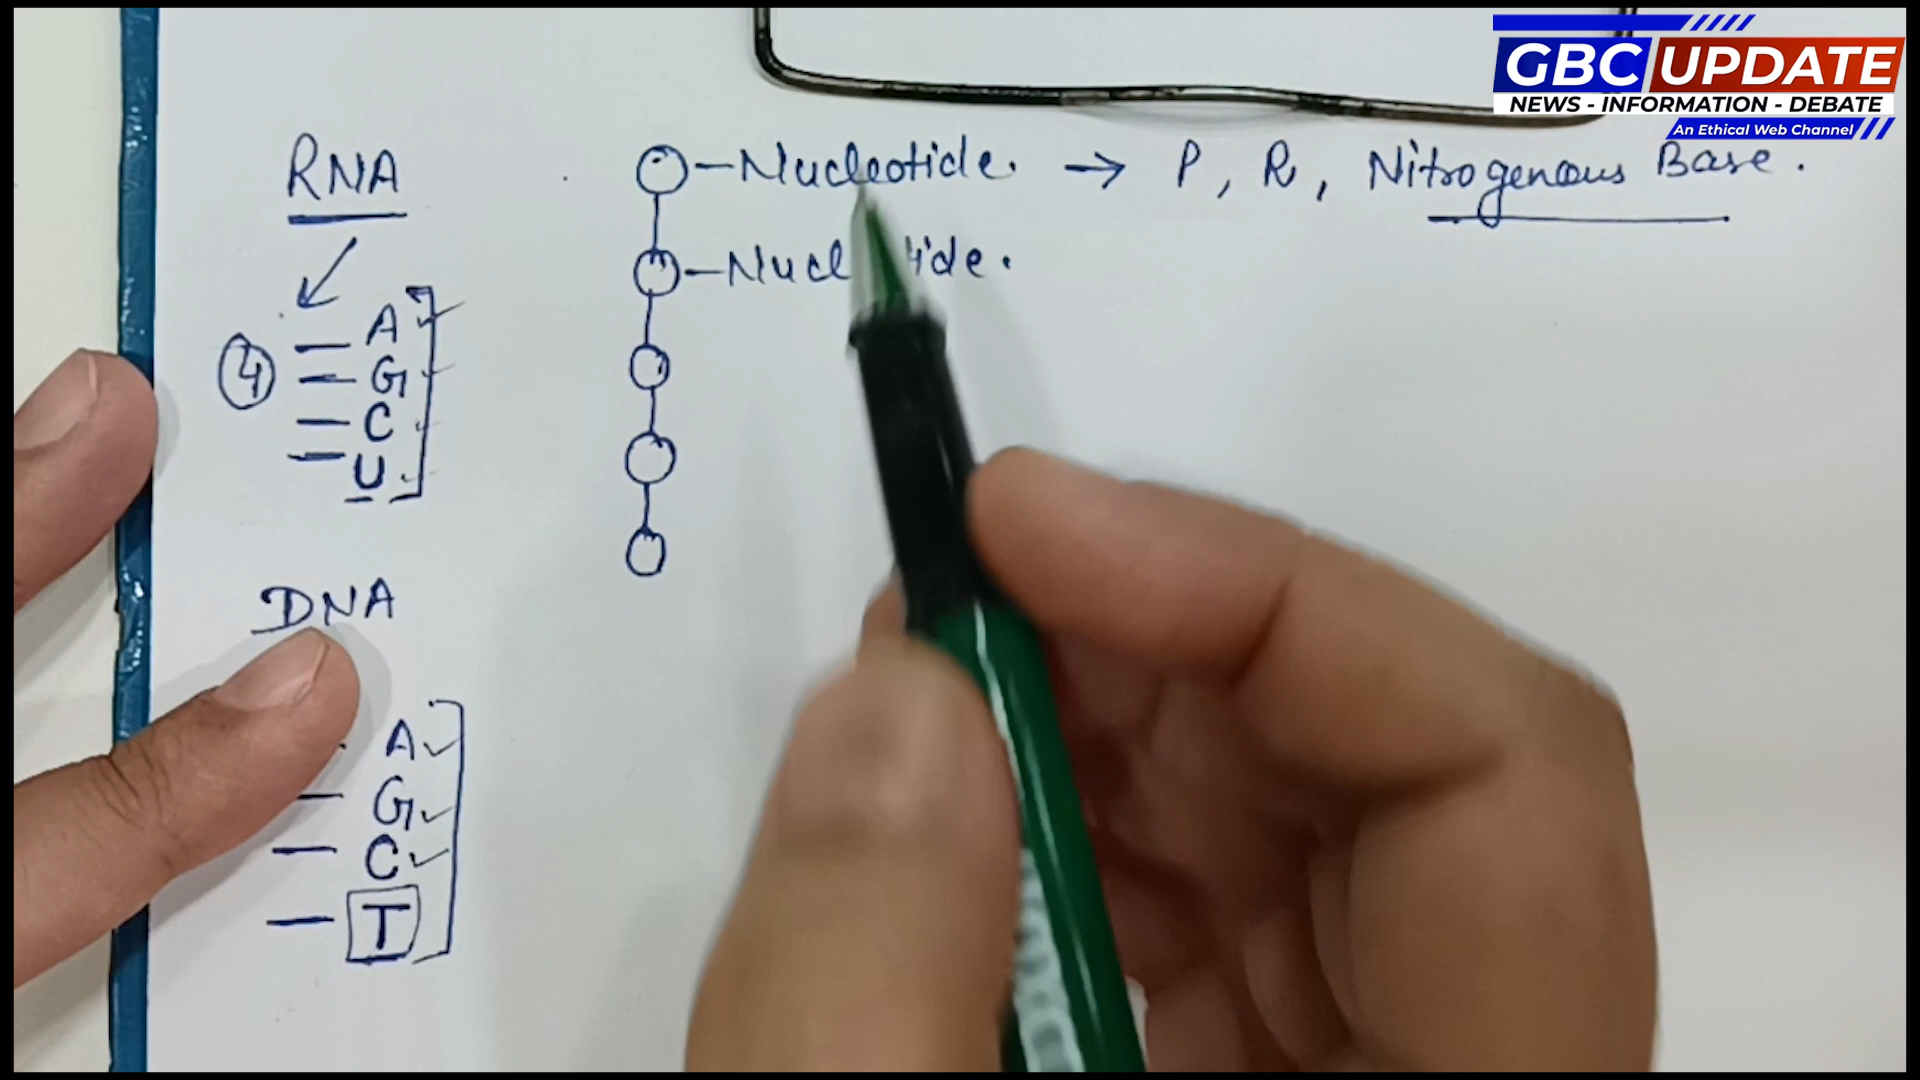 GBC UPDATE
NEWS - INFORMATION - DEBATE
An Ethical Web Channel
RNA
Nucleotide. → P, R, Nitrogenous Base.
4
A
G
C
U
DNA
A
G
C
T